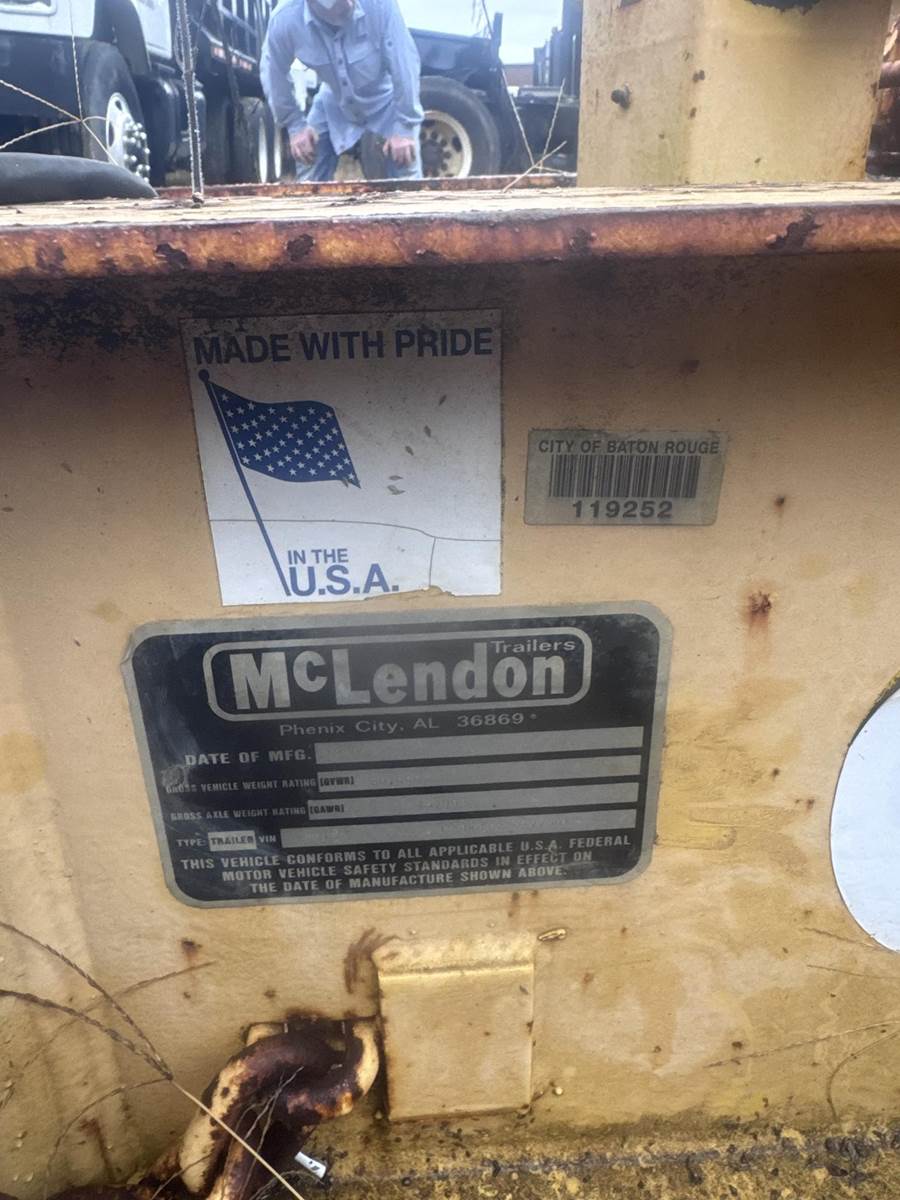 MADE WITH PRIDE
IN THE
U.S.A.
CITY OF BATON ROUGE
119252
McLendon
Trailers
Phenix City, AL 36869
DATE OF MFG.
GROSS VEHICLE WEIGHT RATING (GVWR)
GROSS AXLE WEIGHT RATING (GAWR)
TYPE: TRAILER VIN
THIS VEHICLE CONFORMS TO ALL APPLICABLE U.S.A. FEDERAL
MOTOR VEHICLE SAFETY STANDARDS IN EFFECT ON
THE DATE OF MANUFACTURE SHOWN ABOVE.